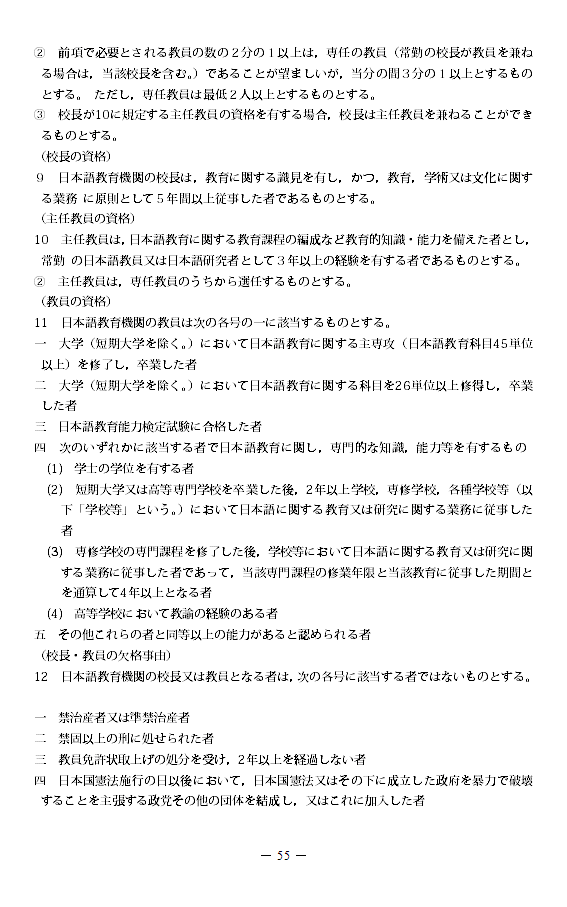 ②　前項で必要とされる教員の数の２分の１以上は，専任の教員（常勤の校長が教員を兼ね
る場合は，当該校長を含む。）であることが望ましいが，当分の間３分の１以上とするもの
とする。 ただし，専任教員は最低２人以上とするものとする。
③　校長が10に規定する主任教員の資格を有する場合，校長は主任教員を兼ねることができ
るものとする。
（校長の資格）
９　日本語教育機関の校長は，教育に関する識見を有し，かつ，教育，学術又は文化に関す
る業務 に原則として５年間以上従事した者であるものとする。
（主任教員の資格）
10　主任教員は，日本語教育に関する教育課程の編成など教育的知識・能力を備えた者とし，
常勤 の日本語教員又は日本語研究者として３年以上の経験を有する者であるものとする。
②　主任教員は，専任教員のうちから選任するものとする。
（教員の資格）
11　日本語教育機関の教員は次の各号の一に該当するものとする。
一　大学（短期大学を除く。）において日本語教育に関する主専攻（日本語教育科目45単位
以上）を修了し，卒業した者
二　大学（短期大学を除く。）において日本語教育に関する科目を26単位以上修得し，卒業
した者
三　日本語教育能力検定試験に合格した者
四　次のいずれかに該当する者で日本語教育に関し，専門的な知識，能力等を有するもの
(1)　学士の学位を有する者
(2)　短期大学又は高等専門学校を卒業した後，2年以上学校，専修学校，各種学校等（以
下「学校等」という。）において日本語に関する教育又は研究に関する業務に従事した
者
(3)　専修学校の専門課程を修了した後，学校等において日本語に関する教育又は研究に関
する業務に従事した者であって，当該専門課程の修業年限と当該教育に従事した期間と
を通算して4年以上となる者
(4)　高等学校において教諭の経験のある者
五　その他これらの者と同等以上の能力があると認められる者
（校長・教員の欠格事由）
12　日本語教育機関の校長又は教員となる者は，次の各号に該当する者ではないものとする。
一　禁治産者又は準禁治産者
二　禁固以上の刑に処せられた者
三　教員免許状取上げの処分を受け，2年以上を経過しない者
四　日本国憲法施行の日以後において，日本国憲法又はその下に成立した政府を暴力で破壊
することを主張する政党その他の団体を結成し，又はこれに加入した者
－ 55 －